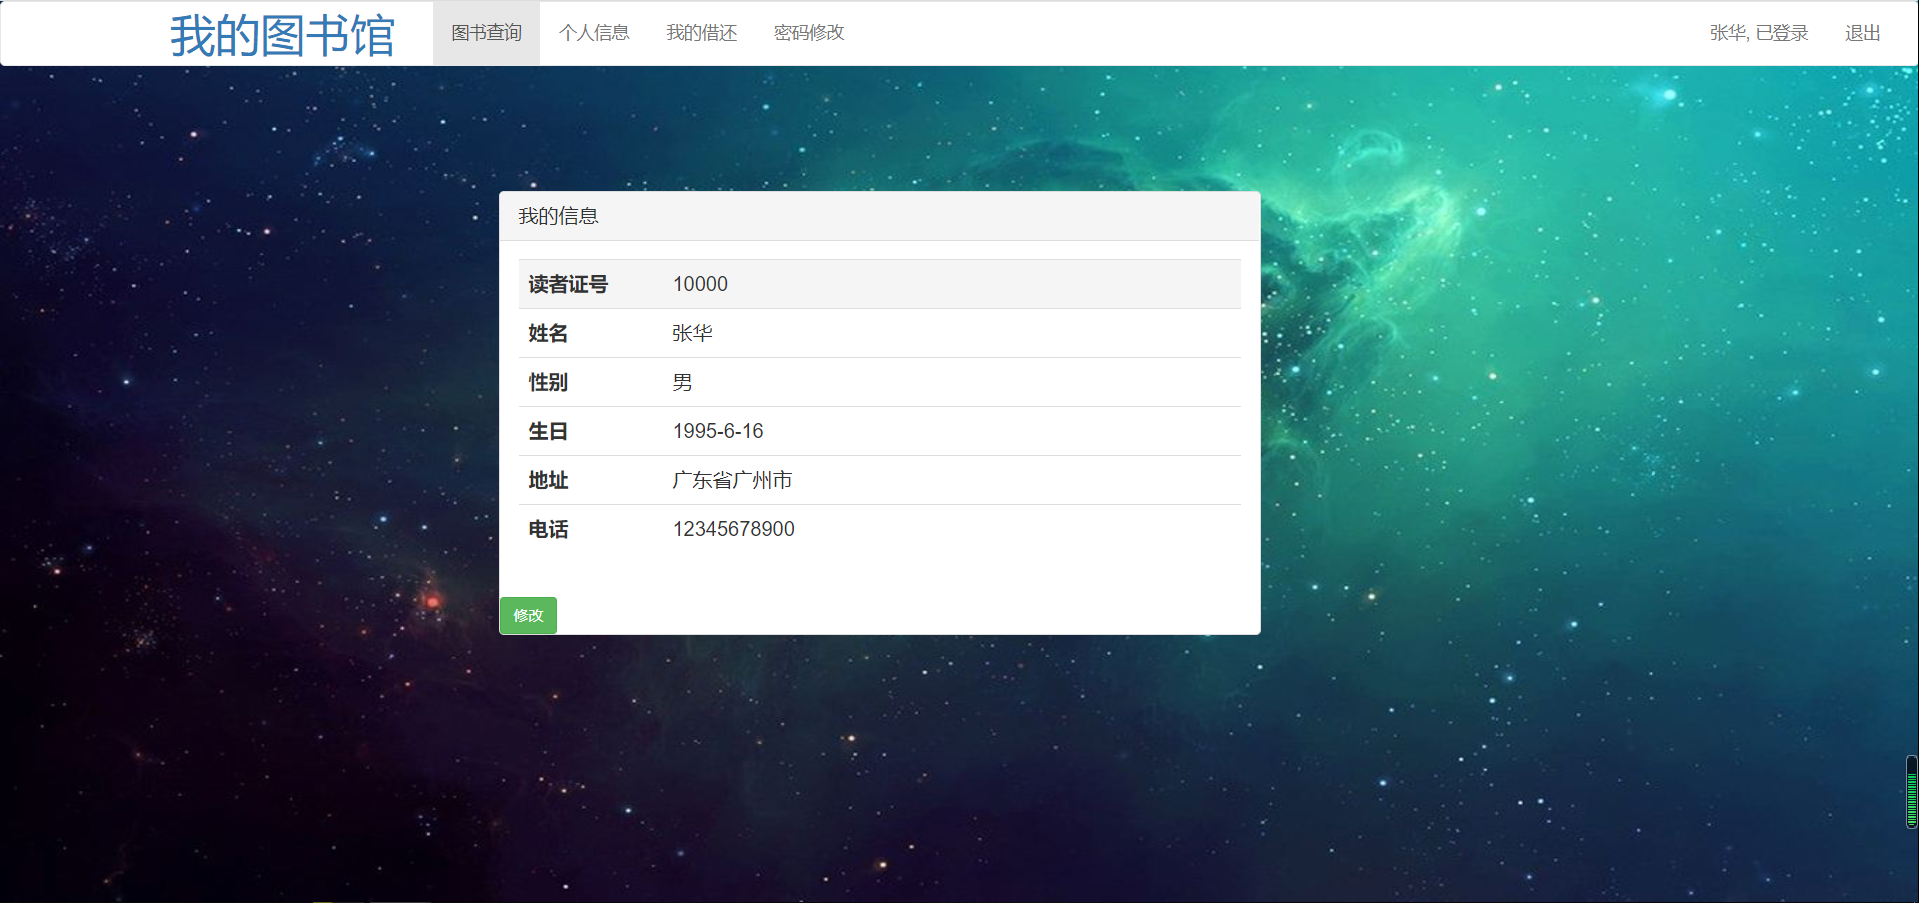 我的图书馆 图书查询 个人信息 我的借还 密码修改 张华, 已登录 退出
我的信息
读者证号 10000
姓名 张华
性别 男
生日 1995-6-16
地址 广东省广州市
电话 12345678900
修改